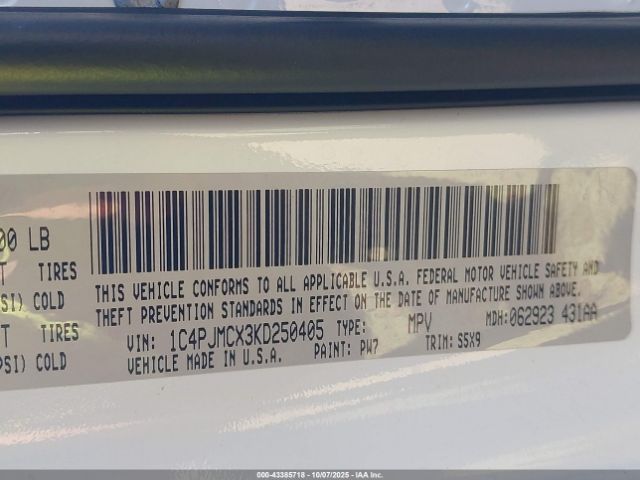 00 LB
TIRES
SI) COLD
TIRES
PSI) COLD
THIS VEHICLE CONFORMS TO ALL APPLICABLE U.S.A. FEDERAL MOTOR VEHICLE SAFETY AND
THEFT PREVENTION STANDARDS IN EFFECT ON THE DATE OF MANUFACTURE SHOWN ABOVE.
VIN: 1C4PJMCX3KD250405 TYPE: MPV MDH: 062923 431AA
VEHICLE MADE IN U.S.A. PAINT: PW7 TRIM: S5X9
000-43385718 - 10/07/2025 - IAA Inc.